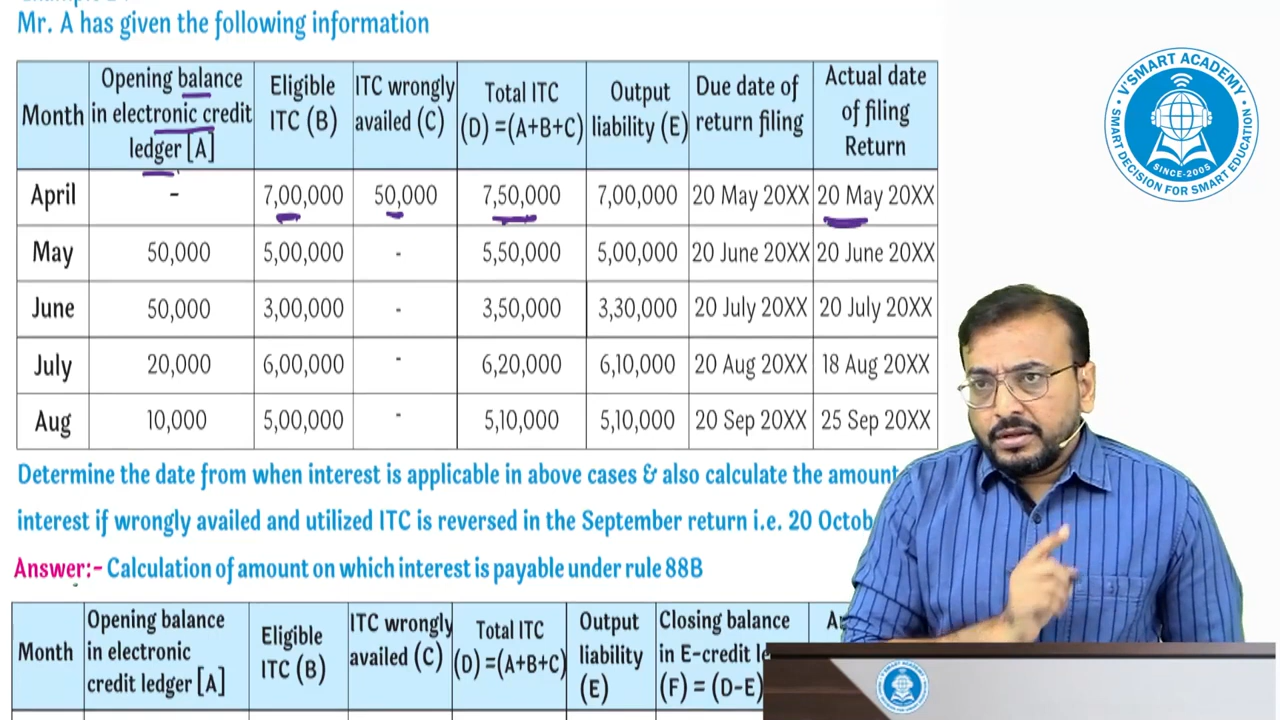 Mr. A has given the following information
Month
Opening balance
in electronic credit
ledger [A]
Eligible
ITC (B)
ITC wrongly
availed (C)
Total ITC
(D) =(A+B+C)
Output
liability (E)
Due date of
return filing
Actual date
of filing
Return
April - 7,00,000 50,000 7,50,000 7,00,000 20 May 20XX 20 May 20XX
May 50,000 5,00,000 - 5,50,000 5,00,000 20 June 20XX 20 June 20XX
June 50,000 3,00,000 - 3,50,000 3,30,000 20 July 20XX 20 July 20XX
July 20,000 6,00,000 - 6,20,000 6,10,000 20 Aug 20XX 18 Aug 20XX
Aug 10,000 5,00,000 - 5,10,000 5,10,000 20 Sep 20XX 25 Sep 20XX
Determine the date from when interest is applicable in above cases & also calculate the amount
interest if wrongly availed and utilized ITC is reversed in the September return i.e. 20
Answer:- Calculation of amount on which interest is payable under rule 88B
Month
Opening balance
in electronic
credit ledger [A]
Eligible
ITC (B)
ITC wrongly
availed (C)
Total ITC
(D) =(A+B+C)
Output
liability
(E)
Closing balance
in E-credit
(F) = (D-E)
V'SMART ACADEMY
SINCE-2005
SMART DECISION FOR SMART EDUCATION